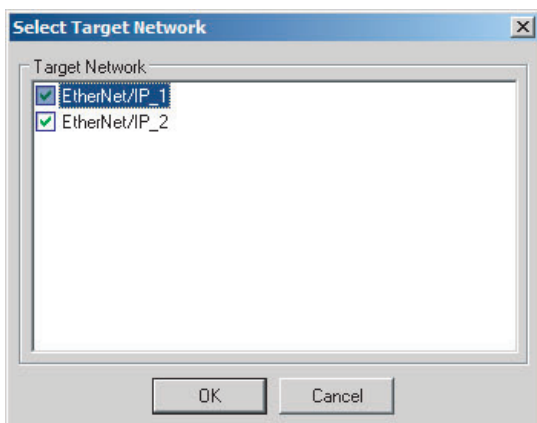 Select Target Network
Target Network
EtherNet/IP_1
EtherNet/IP_2
OK
Cancel